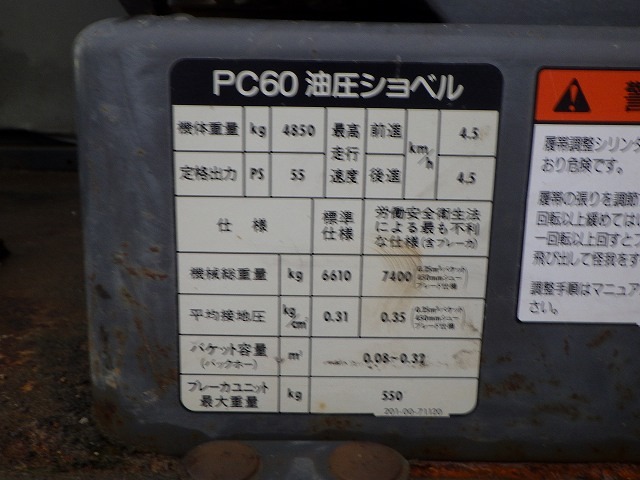 PC60 油圧ショベル
機体重量 kg 4850 最高走行速度 前進 km/h 4.5
定格出力 PS 55 後進 4.5
仕様 標準仕様 労働安全衛生法による最も不利な仕様(含ブレーカ)
機械総重量 kg 6610 7400
平均接地圧 kg/cm 0.31 0.35
バケット容量(バックホー) m³ 0.08~0.32
ブレーカユニット最大重量 kg 550
201-00-71120
履帯調整シリン
おり危険です。
履帯の張りを調節
回転以上緩めては
一回転以上回すと
飛び出して怪我をす
調整手順はマニュア
さい。